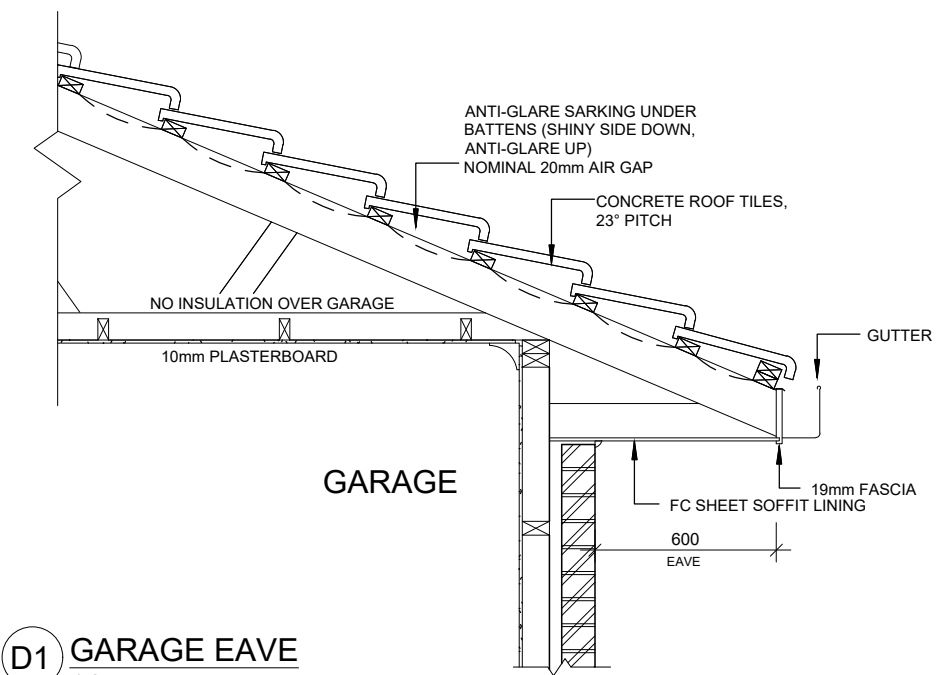 ANTI-GLARE SARKING UNDER
BATTENS (SHINY SIDE DOWN,
ANTI-GLARE UP)
NOMINAL 20mm AIR GAP
CONCRETE ROOF TILES,
23° PITCH
NO INSULATION OVER GARAGE
GUTTER
10mm PLASTERBOARD
GARAGE
19mm FASCIA
FC SHEET SOFFIT LINING
600
EAVE
D1 GARAGE EAVE